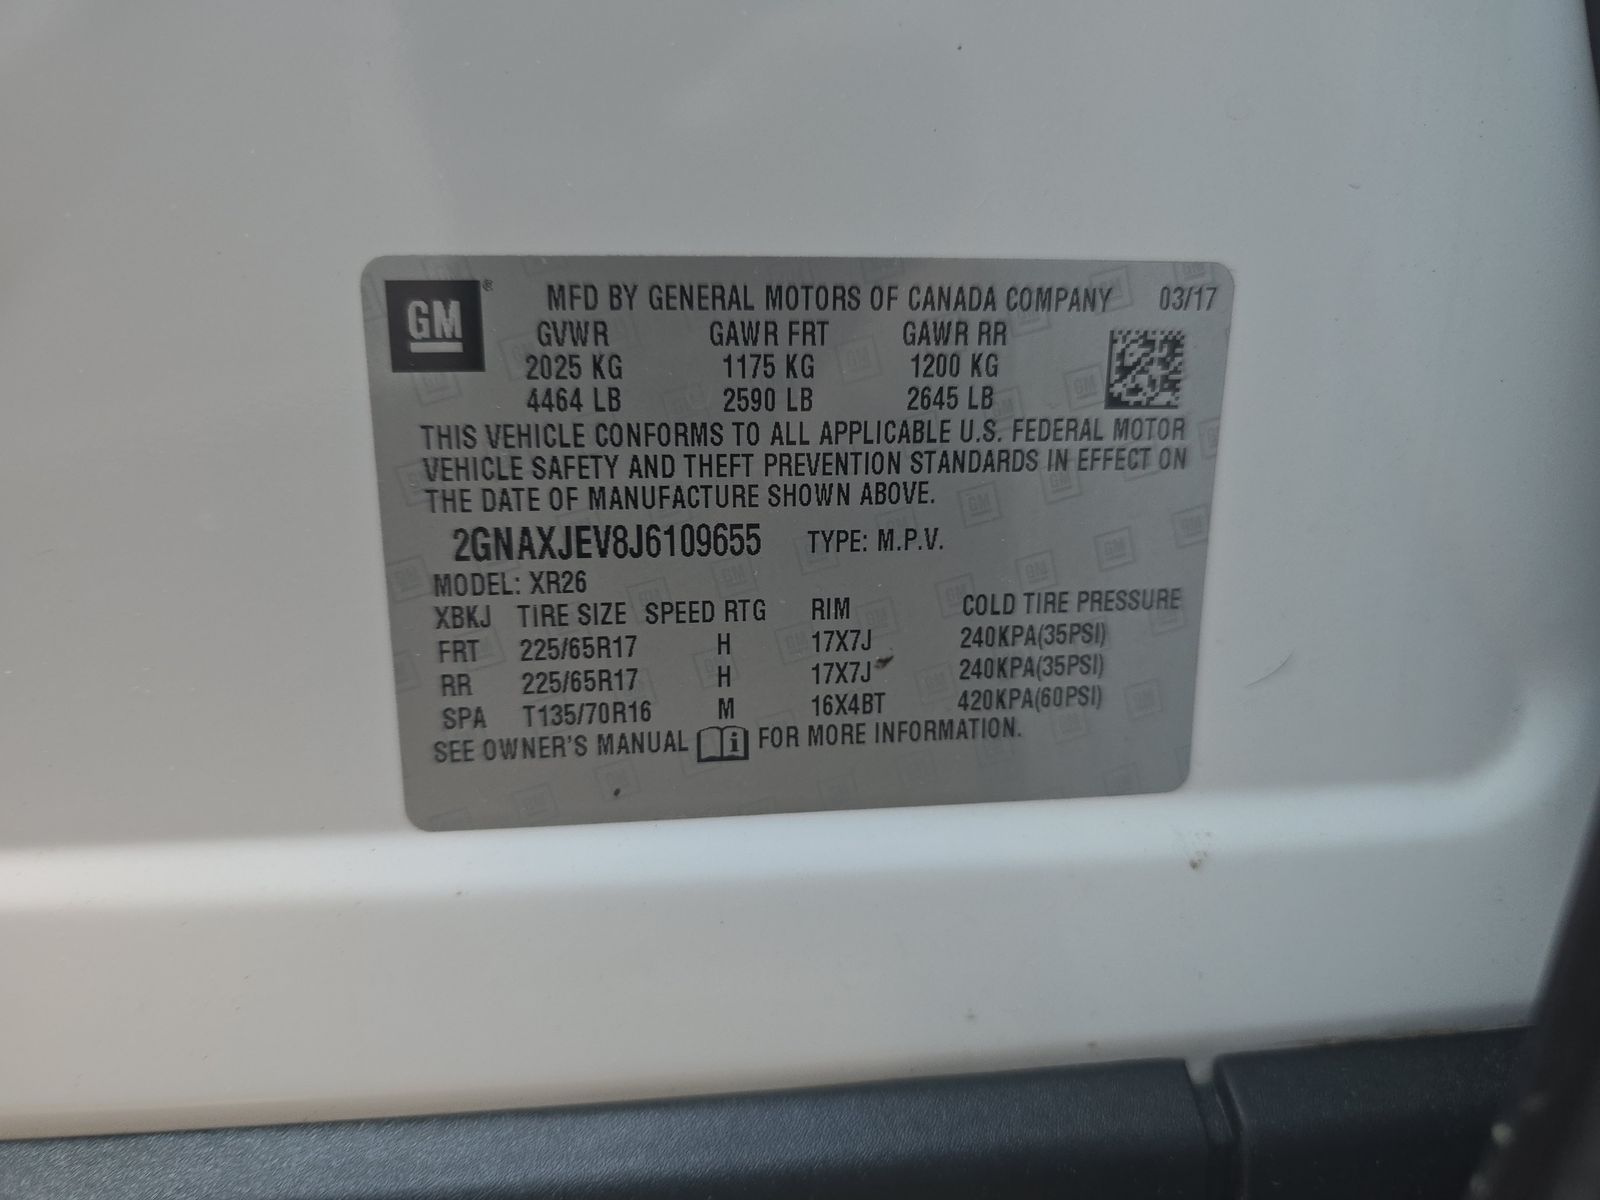 GM ® MFD BY GENERAL MOTORS OF CANADA COMPANY 03/17
GVWR GAWR FRT GAWR RR
2025 KG 1175 KG 1200 KG
4464 LB 2590 LB 2645 LB
THIS VEHICLE CONFORMS TO ALL APPLICABLE U.S. FEDERAL MOTOR
VEHICLE SAFETY AND THEFT PREVENTION STANDARDS IN EFFECT ON
THE DATE OF MANUFACTURE SHOWN ABOVE.
2GNAXJEV8J6109655 TYPE: M.P.V.
MODEL: XR26
XBKJ TIRE SIZE SPEED RTG RIM COLD TIRE PRESSURE
FRT 225/65R17 H 17X7J 240KPA(35PSI)
RR 225/65R17 H 17X7J 240KPA(35PSI)
SPA T135/70R16 M 16X4BT 420KPA(60PSI)
SEE OWNER'S MANUAL i FOR MORE INFORMATION.